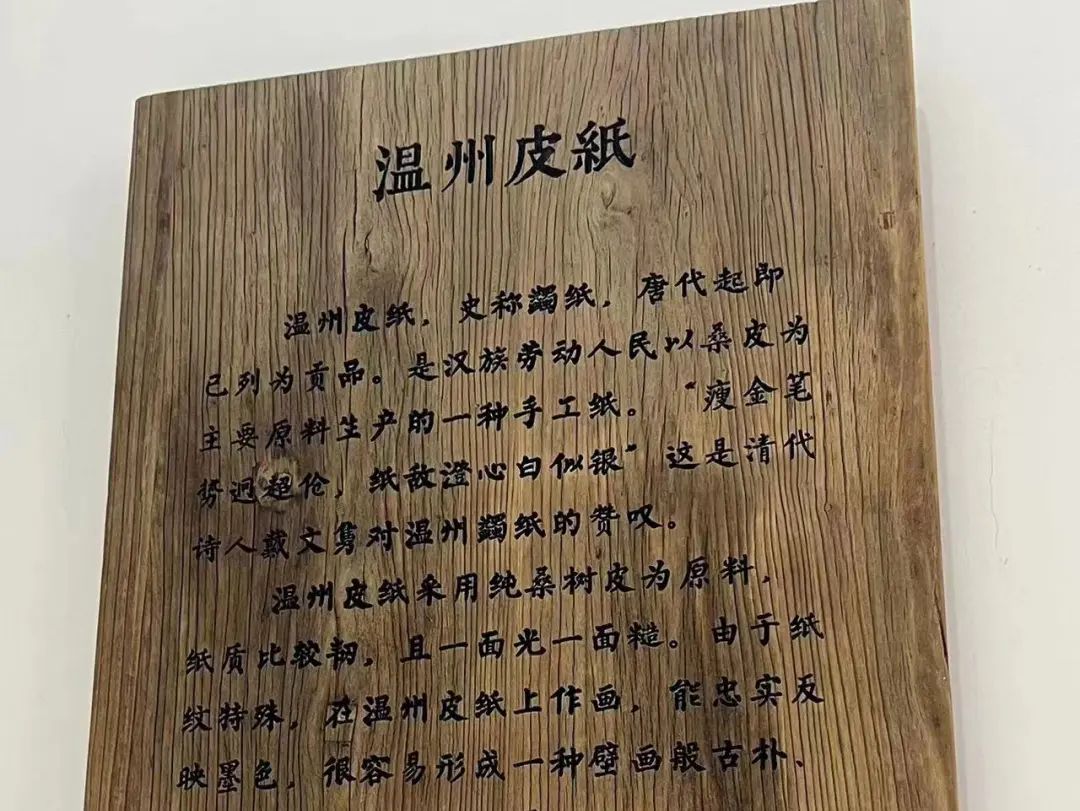 温州皮紙
温州皮纸，史称蠲纸，唐代起即
已列为贡品。是汉族劳动人民以桑皮为
主要原料生产的一种手工纸。“瘦金笔
势迥超伦，纸敌澄心白似银”这是清代
诗人戴文隽对温州蠲纸的赞叹。
温州皮纸采用纯桑树皮为原料，
纸质比较韧，且一面光一面糙。由于纸
纹特殊，在温州皮纸上作画，能忠实反
映墨色，很容易形成一种壁画般古朴、